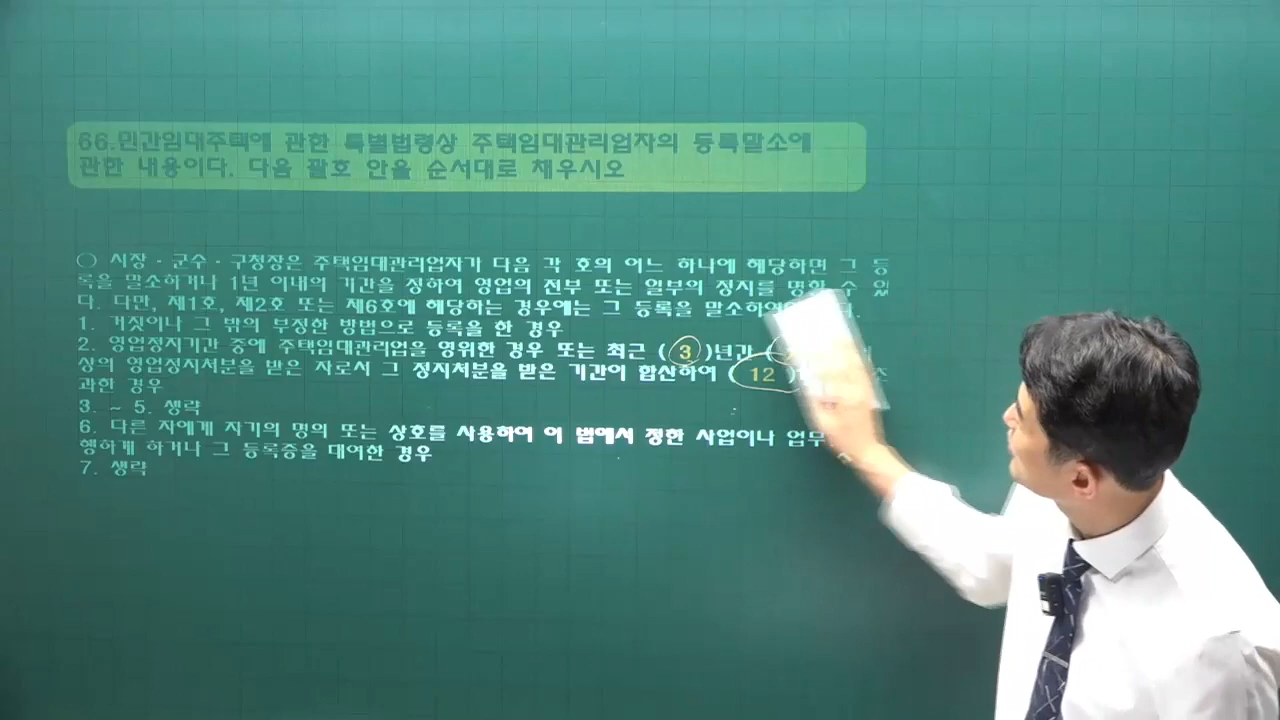 66.민간임대주택에 관한 특별법령상 주택임대관리업자의 등록말소에
관한 내용이다. 다음 괄호 안을 순서대로 채우시오
○ 시장·군수·구청장은 주택임대관리업자가 다음 각 호의 어느 하나에 해당하면 그 등
록을 말소하거나 1년 이내의 기간을 정하여 영업의 전부 또는 일부의 정지를 명할 수 있
다. 다만, 제1호, 제2호 또는 제6호에 해당하는 경우에는 그 등록을 말소하여
1. 거짓이나 그 밖의 부정한 방법으로 등록을 한 경우
2. 영업정지기간 중에 주택임대관리업을 영위한 경우 또는 최근 ( 3 )년간 (
상의 영업정지처분을 받은 자로서 그 정지처분을 받은 기간이 합산하여 ( 12 )
과한 경우
3. ~ 5. 생략
6. 다른 자에게 자기의 명의 또는 상호를 사용하여 이 법에서 정한 사업이나 업무
행하게 하거나 그 등록증을 대여한 경우
7. 생략